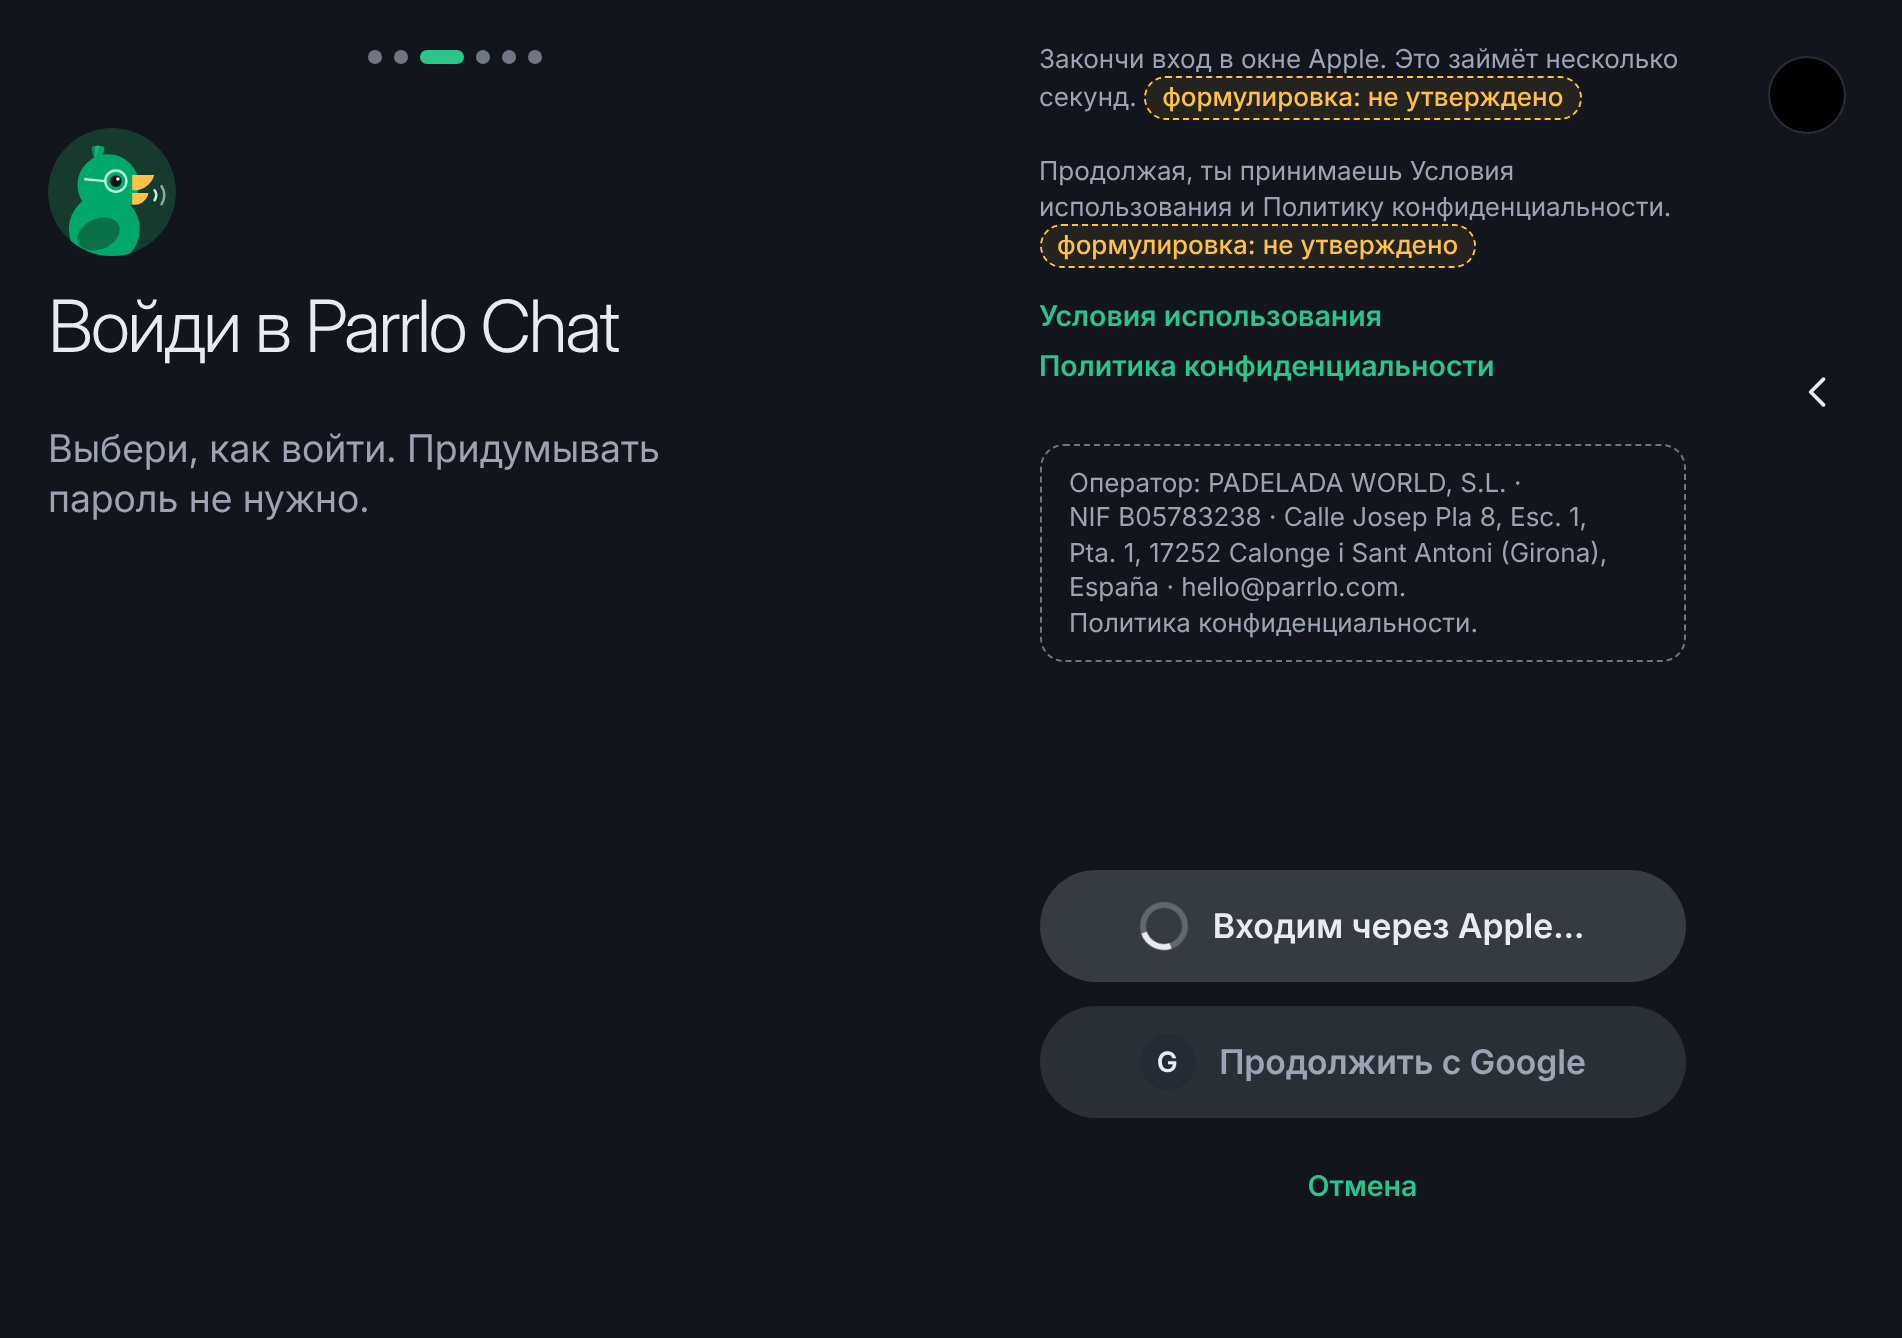 Войди в Parrlo Chat
Выбери, как войти. Придумывать
пароль не нужно.
Закончи вход в окне Apple. Это займёт несколько
секунд. формулировка: не утверждено
Продолжая, ты принимаешь Условия
использования и Политику конфиденциальности.
формулировка: не утверждено
Условия использования
Политика конфиденциальности
Оператор: PADELADA WORLD, S.L. ·
NIF B05783238 · Calle Josep Pla 8, Esc. 1,
Pta. 1, 17252 Calonge i Sant Antoni (Girona),
España · hello@parrlo.com.
Политика конфиденциальности.
Входим через Apple...
G Продолжить с Google
Отмена